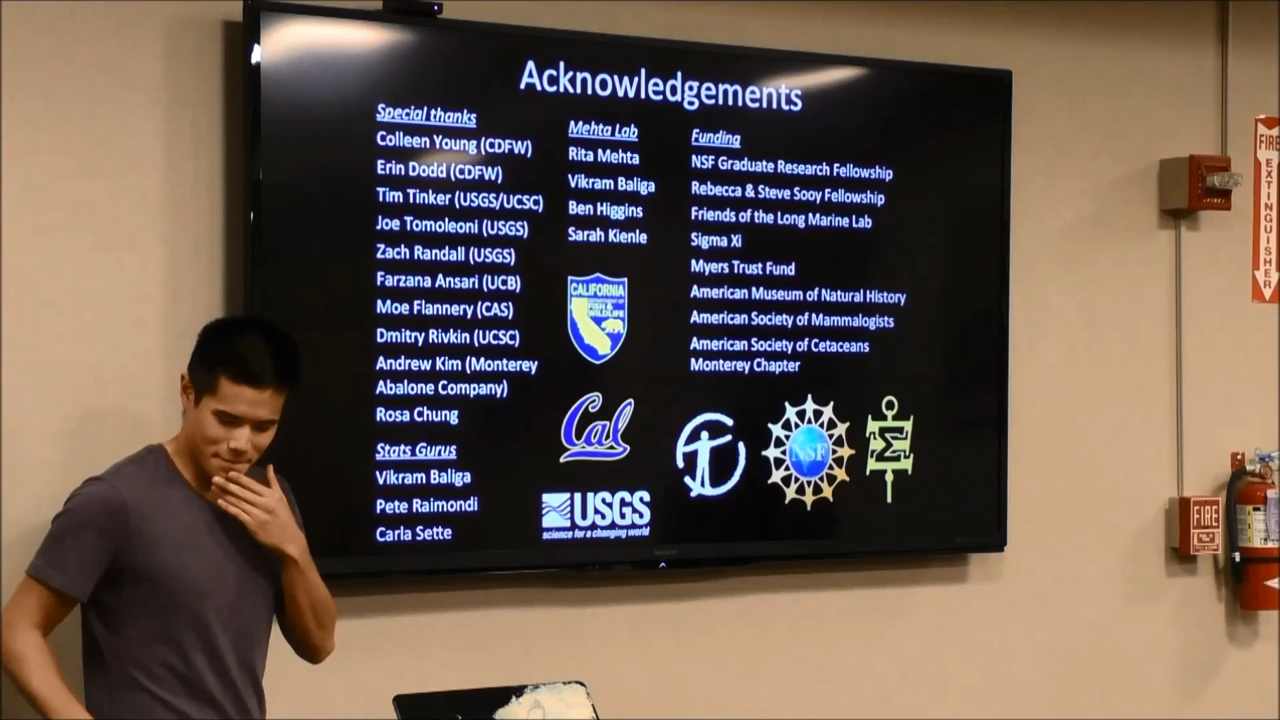 Acknowledgements
Special thanks
Colleen Young (CDFW)
Erin Dodd (CDFW)
Tim Tinker (USGS/UCSC)
Joe Tomoleoni (USGS)
Zach Randall (USGS)
Farzana Ansari (UCB)
Moe Flannery (CAS)
Dmitry Rivkin (UCSC)
Andrew Kim (Monterey
Abalone Company)
Rosa Chung
Stats Gurus
Vikram Baliga
Pete Raimondi
Carla Sette
Mehta Lab
Rita Mehta
Vikram Baliga
Ben Higgins
Sarah Kienle
CALIFORNIA
DEPARTMENT OF
FISH &
WILDLIFE
Cal
USGS
science for a changing world
Funding
NSF Graduate Research Fellowship
Rebecca & Steve Sooy Fellowship
Friends of the Long Marine Lab
Sigma Xi
Myers Trust Fund
American Museum of Natural History
American Society of Mammalogists
American Society of Cetaceans
Monterey Chapter
NSF
Σ
FIRE
EXTINGUISHER
FIRE